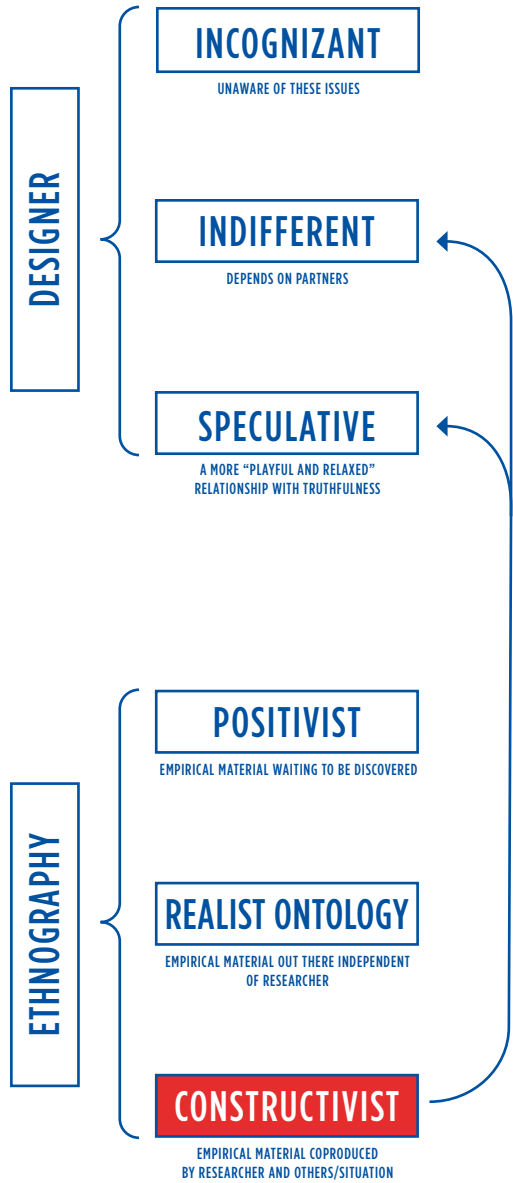 DESIGNER
INCOGNIZANT
UNAWARE OF THESE ISSUES
INDIFFERENT
DEPENDS ON PARTNERS
SPECULATIVE
A MORE “PLAYFUL AND RELAXED”
RELATIONSHIP WITH TRUTHFULNESS
ETHNOGRAPHY
POSITIVIST
EMPIRICAL MATERIAL WAITING TO BE DISCOVERED
REALIST ONTOLOGY
EMPIRICAL MATERIAL OUT THERE INDEPENDENT
OF RESEARCHER
CONSTRUCTIVIST
EMPIRICAL MATERIAL COPRODUCED
BY RESEARCHER AND OTHERS/SITUATION